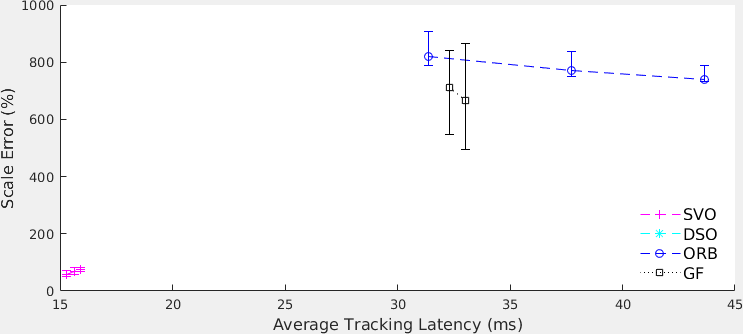 1000
800
600
400
200
0
Scale Error (%)
15 20 25 30 35 40 45
Average Tracking Latency (ms)
SVO
DSO
ORB
GF